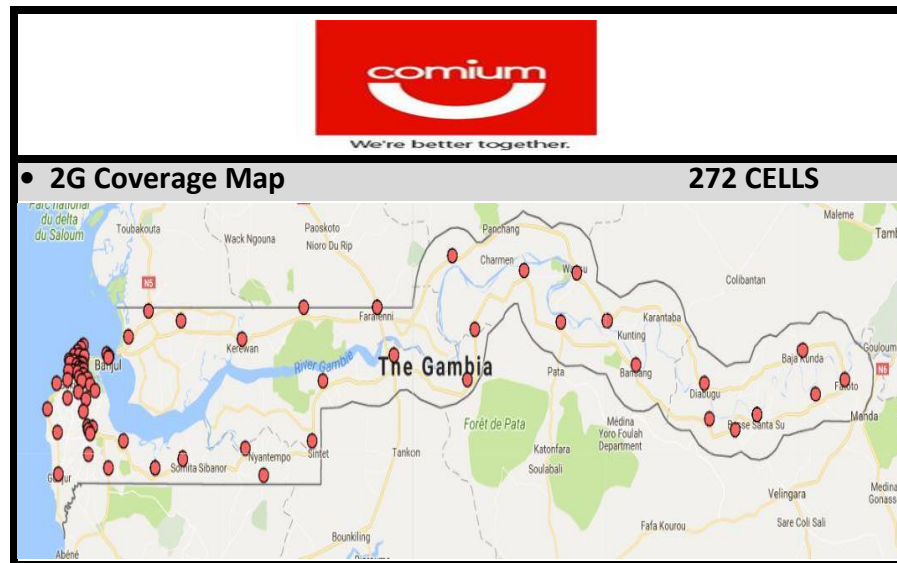 comium
We're better together.
• 2G Coverage Map 272 CELLS
Parc national
du delta
du Saloum
Toubakouta
Wack Ngouna
Paoskoto
Nioro Du Rip
Panchang
Maleme
Tam
Charmen
Colibantan
N5
Farafenni
Karantaba
Kerewan
Kunting
Gouloum
Banjul
River Gambia
The Gambia
Pata
Bansang
Baja Kunda
N6
Diabugu
Fatoto
Forêt de Pata
Médina
Yoro Foulah
Department
Basse Santa Su
Manda
Katonfara
Tankon
Soulabali
Nyantempo
Sintet
Somita Sibanor
Velingara
Medina
Gonass
Bounkiling
Fafa Kourou
Sare Coli Sali
Abéné